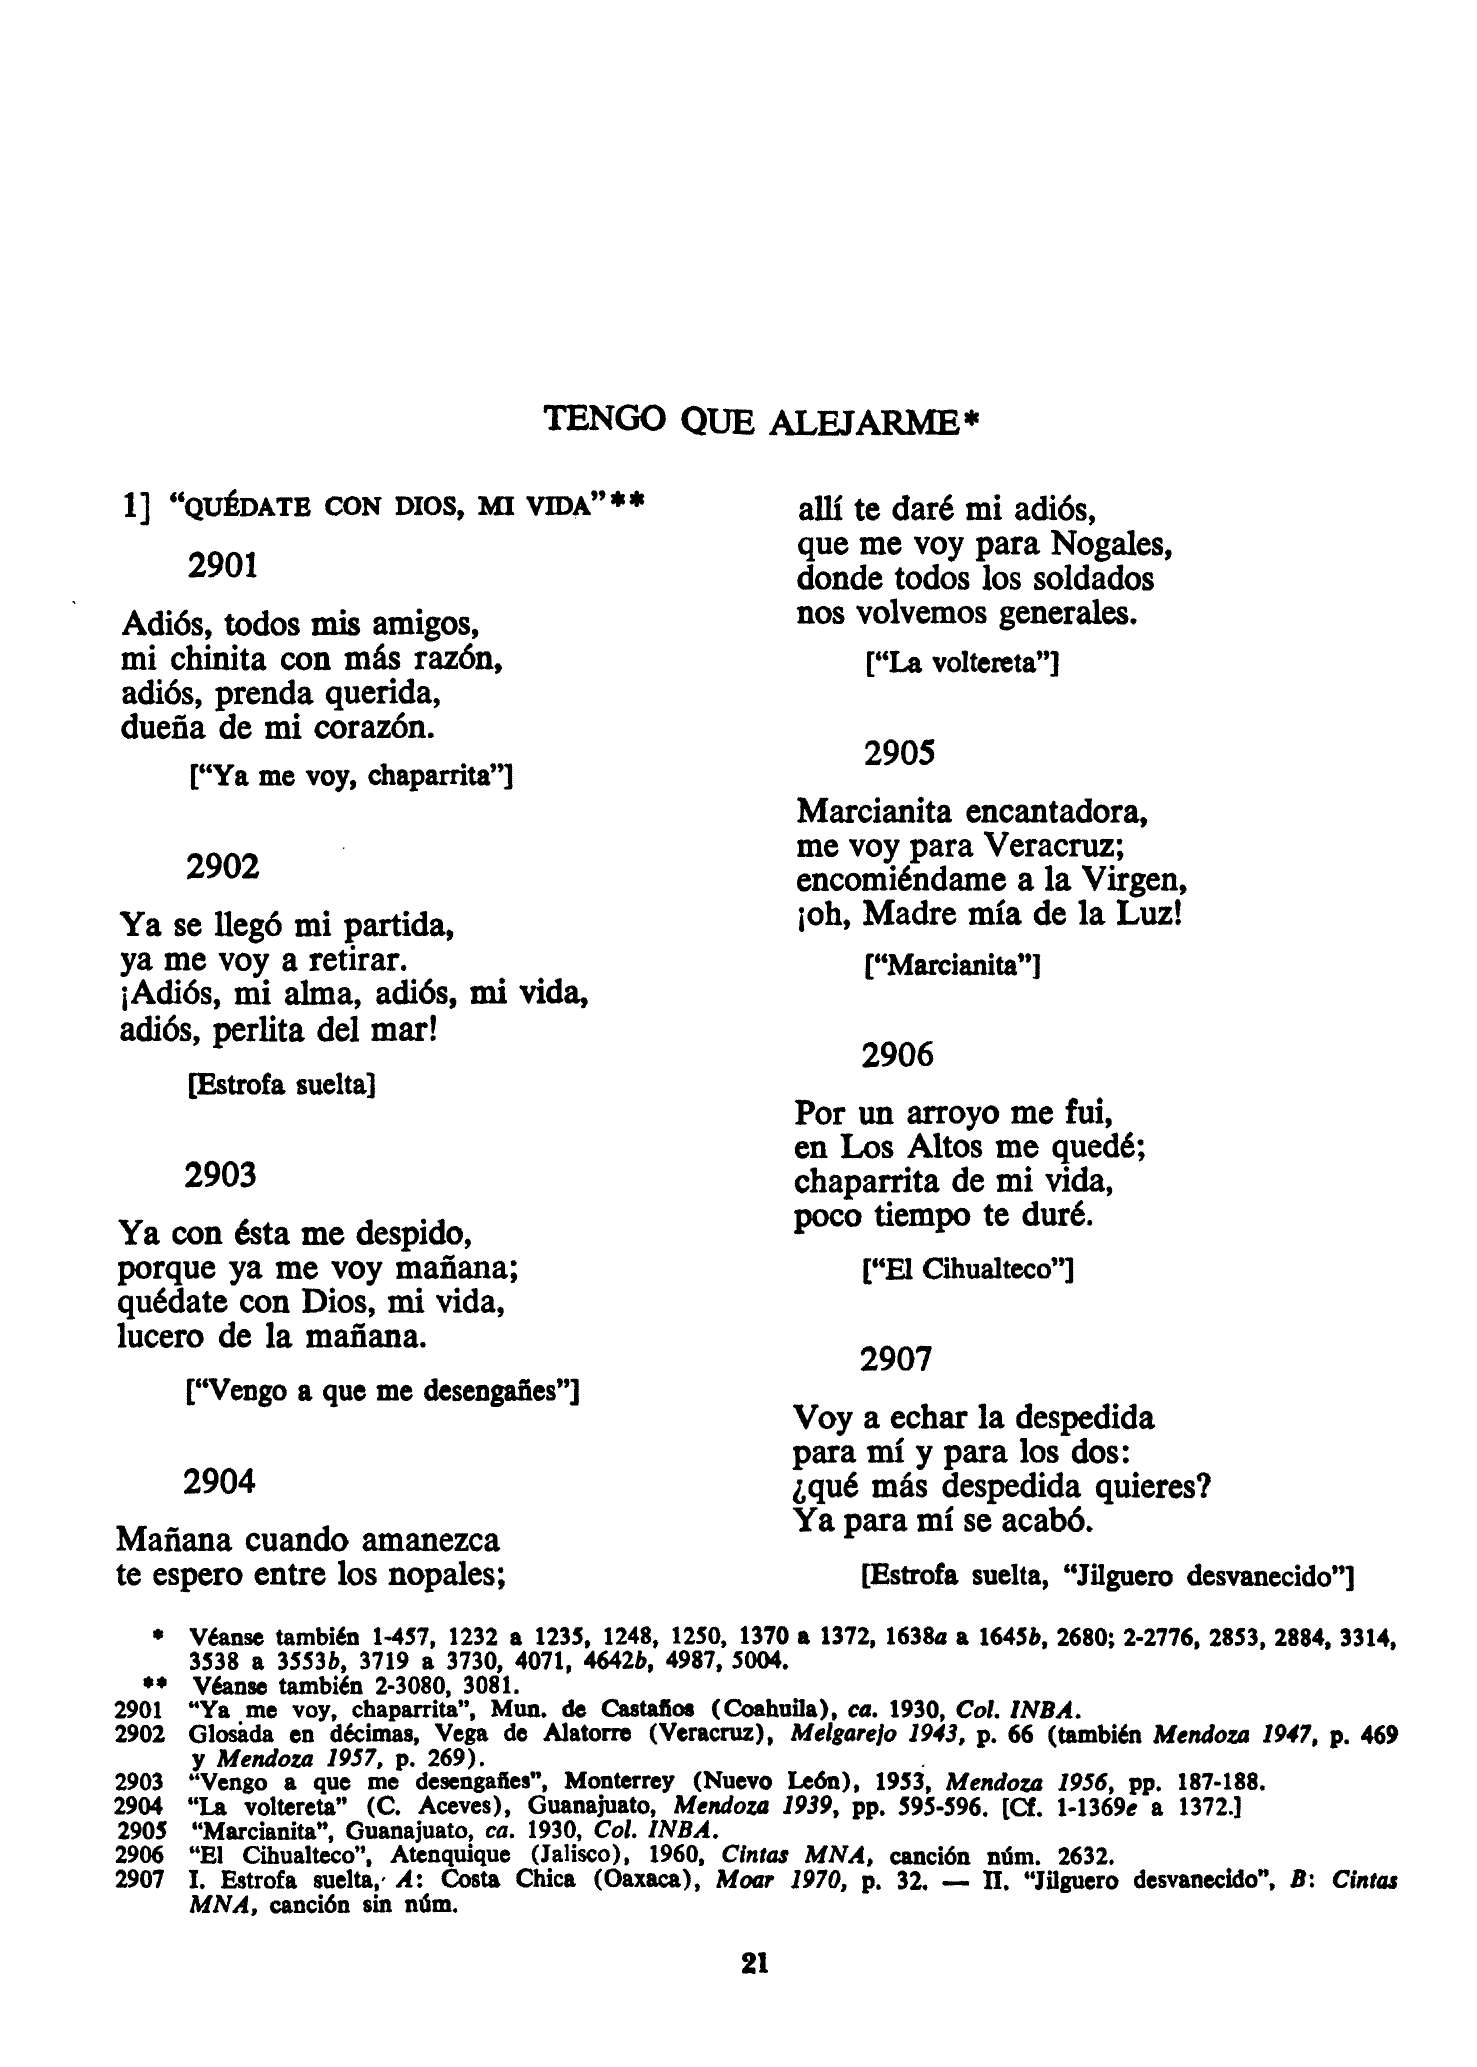 TENGO QUE ALEJARME*
1] “QUÉDATE CON DIOS, MI VIDA”**
2901
Adiós, todos mis amigos,
mi chinita con más razón,
adiós, prenda querida,
dueña de mi corazón.
[“Ya me voy, chaparrita”]
2902
Ya se llegó mi partida,
ya me voy a retirar.
¡Adiós, mi alma, adiós, mi vida,
adiós, perlita del mar!
[Estrofa suelta]
2903
Ya con ésta me despido,
porque ya me voy mañana;
quédate con Dios, mi vida,
lucero de la mañana.
[“Vengo a que me desengañes”]
2904
Mañana cuando amanezca
te espero entre los nopales;
allí te daré mi adiós,
que me voy para Nogales,
donde todos los soldados
nos volvemos generales.
[“La voltereta”]
2905
Marcianita encantadora,
me voy para Veracruz;
encomiéndame a la Virgen,
¡oh, Madre mía de la Luz!
[“Marcianita”]
2906
Por un arroyo me fui,
en Los Altos me quedé;
chaparrita de mi vida,
poco tiempo te duré.
[“El Cihualteco”]
2907
Voy a echar la despedida
para mí y para los dos:
¿qué más despedida quieres?
Ya para mí se acabó.
[Estrofa suelta, “Jilguero desvanecido”]
* Véanse también 1-457, 1232 a 1235, 1248, 1250, 1370 a 1372, 1638a a 1645b, 2680; 2-2776, 2853, 2884, 3314,
3538 a 3553b, 3719 a 3730, 4071, 4642b, 4987, 5004.
** Véanse también 2-3080, 3081.
2901 “Ya me voy, chaparrita”, Mun. de Castaños (Coahuila), ca. 1930, Col. INBA.
2902 Glosada en décimas, Vega de Alatorre (Veracruz), Melgarejo 1943, p. 66 (también Mendoza 1947, p. 469
y Mendoza 1957, p. 269).
2903 “Vengo a que me desengañes”, Monterrey (Nuevo León), 1953, Mendoza 1956, pp. 187-188.
2904 “La voltereta” (C. Aceves), Guanajuato, Mendoza 1939, pp. 595-596. [Cf. 1-1369e a 1372.]
2905 “Marcianita”, Guanajuato, ca. 1930, Col. INBA.
2906 “El Cihualteco”, Atenquique (Jalisco), 1960, Cintas MNA, canción núm. 2632.
2907 I. Estrofa suelta, A: Costa Chica (Oaxaca), Moar 1970, p. 32. — II. “Jilguero desvanecido”, B: Cintas
MNA, canción sin núm.
21